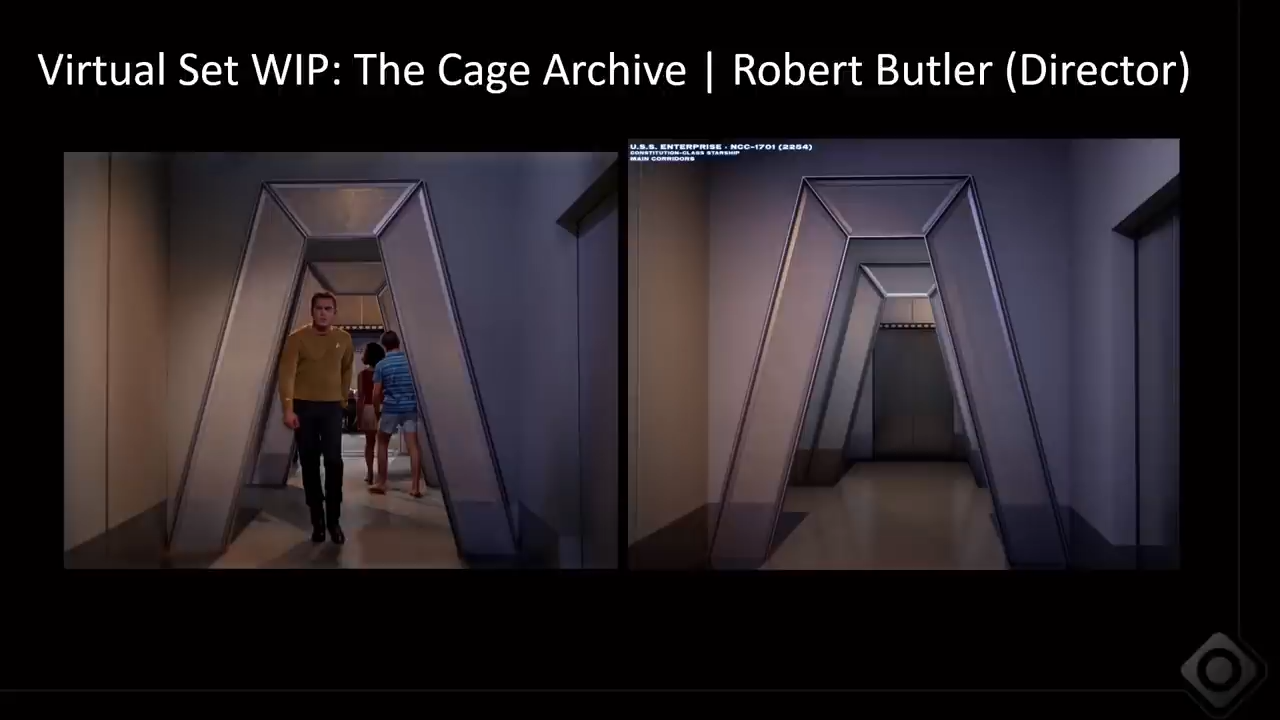 Virtual Set WIP: The Cage Archive | Robert Butler (Director)
U.S.S. ENTERPRISE - NCC-1701 (2254)
CONSTITUTION-CLASS STARSHIP
MAIN CORRIDORS